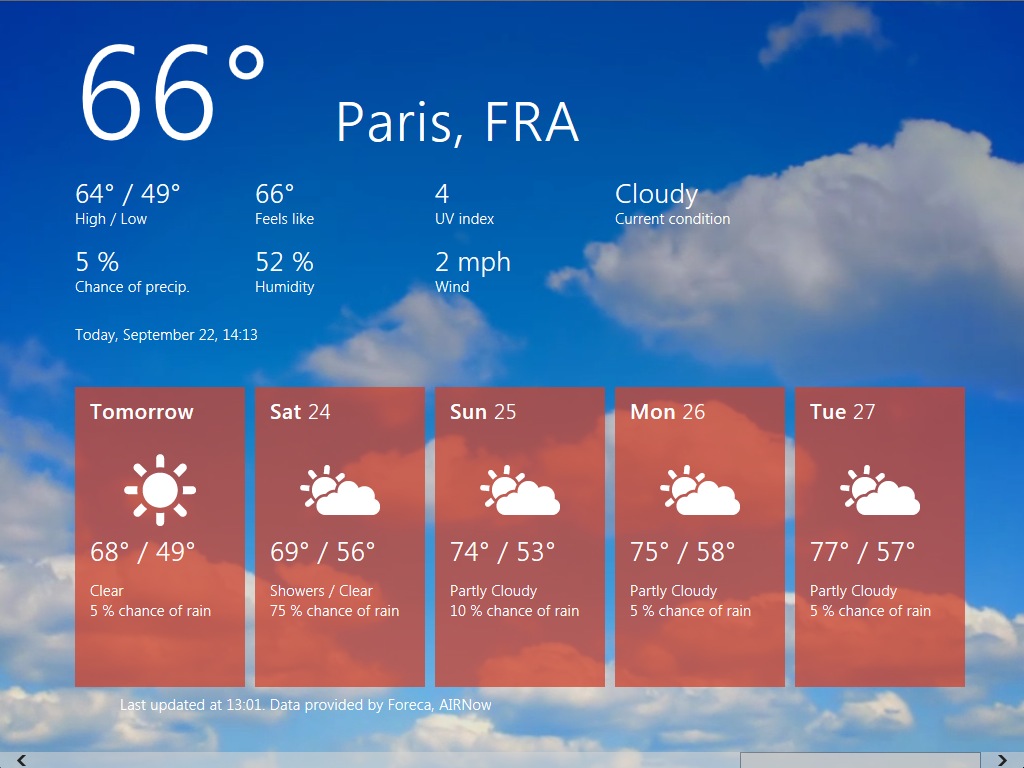 66°
Paris, FRA
64° / 49°
High / Low
66°
Feels like
4
UV index
Cloudy
Current condition
5 %
Chance of precip.
52 %
Humidity
2 mph
Wind
Today, September 22, 14:13
Tomorrow
68° / 49°
Clear
5 % chance of rain
Sat 24
69° / 56°
Showers / Clear
75 % chance of rain
Sun 25
74° / 53°
Partly Cloudy
10 % chance of rain
Mon 26
75° / 58°
Partly Cloudy
5 % chance of rain
Tue 27
77° / 57°
Partly Cloudy
5 % chance of rain
Last updated at 13:01. Data provided by Foreca, AIRNow